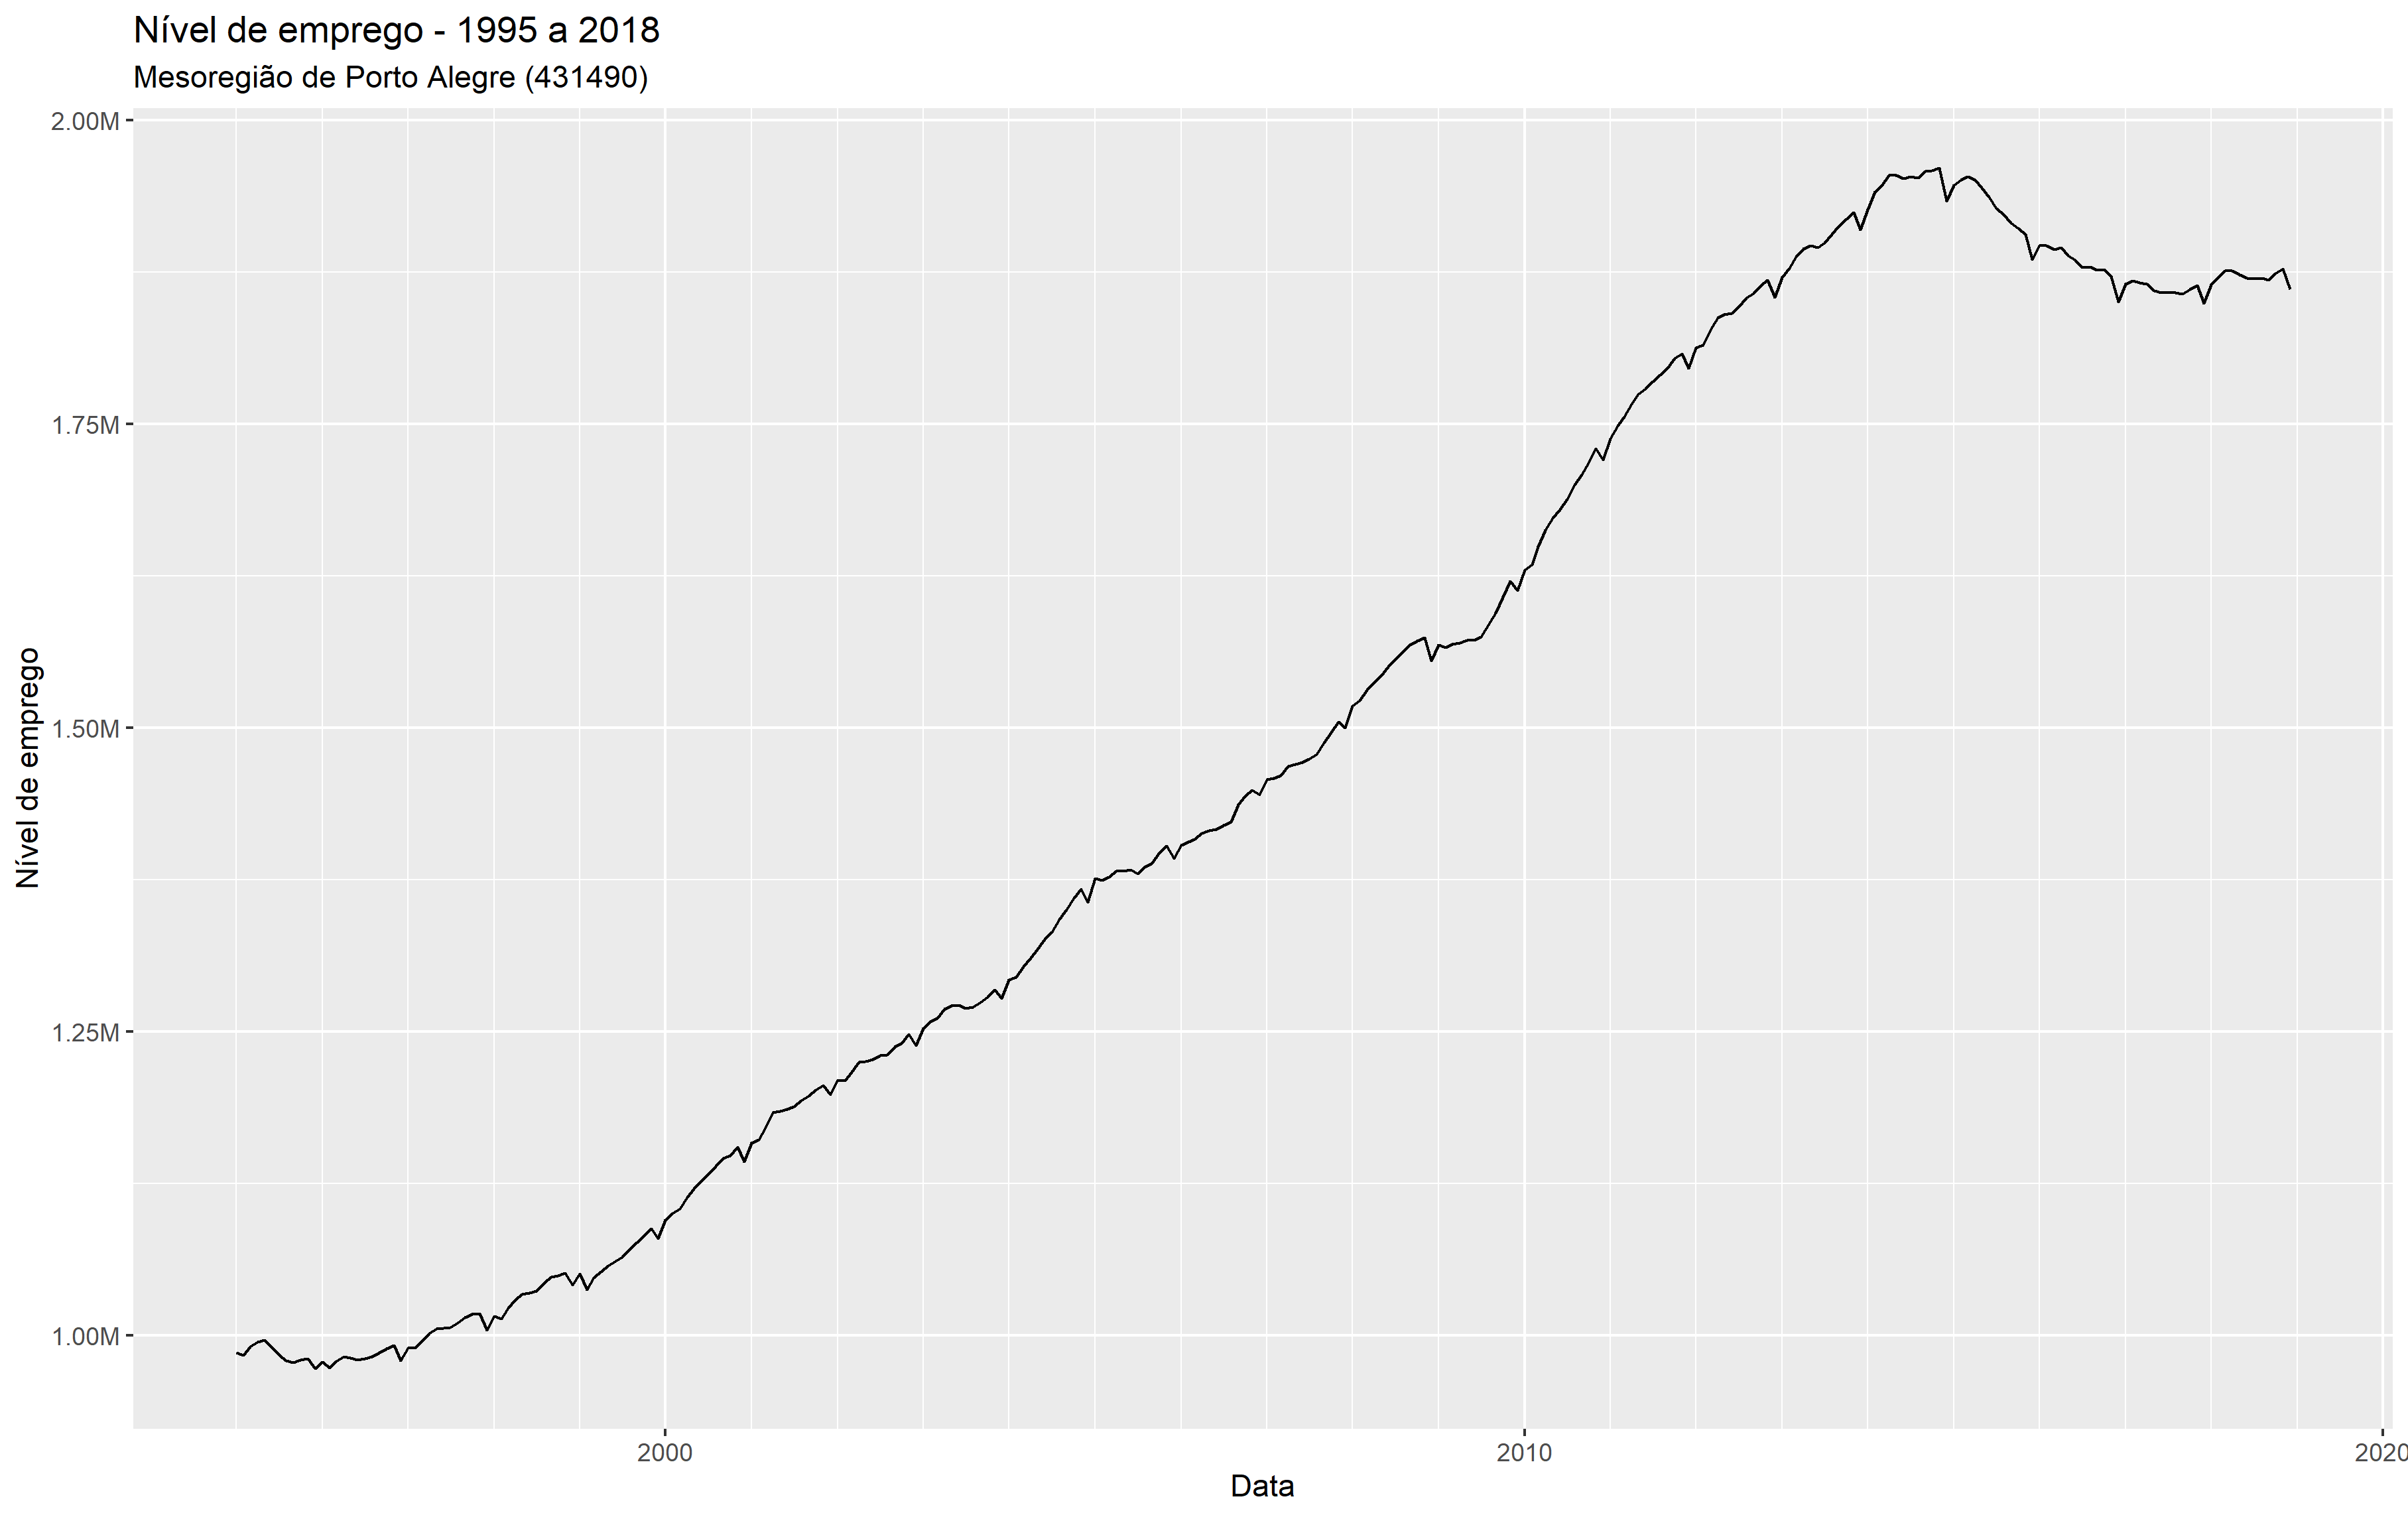 Nível de emprego - 1995 a 2018
Mesoregião de Porto Alegre (431490)
2.00M
1.75M
1.50M
1.25M
1.00M
Nível de emprego
2000
2010
2020
Data